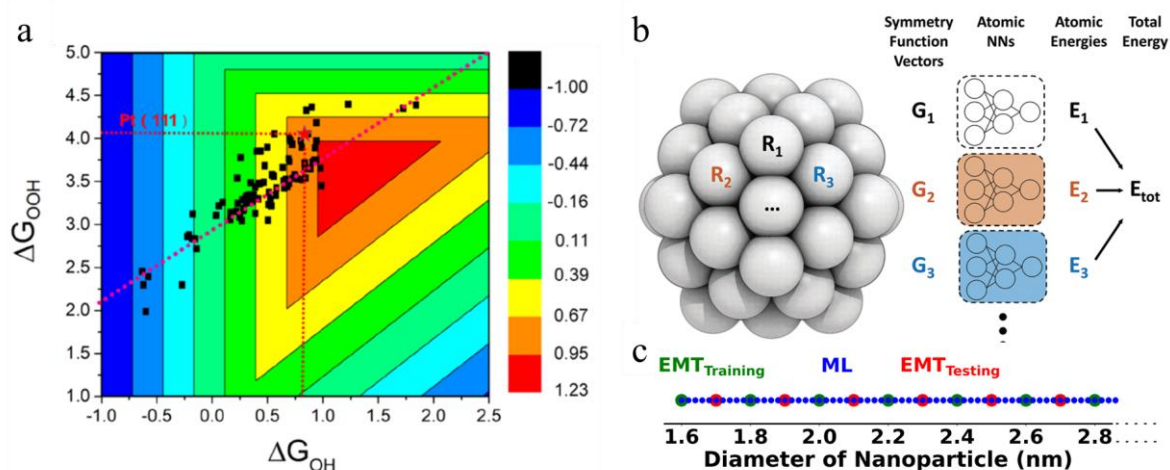 a
ΔG_OOH
5.0
4.5
4.0
3.5
3.0
2.5
2.0
1.5
1.0
Pt (111)
-1.0 -0.5 0.0 0.5 1.0 1.5 2.0 2.5
ΔG_OH
-1.00
-0.72
-0.44
-0.16
0.11
0.39
0.67
0.95
1.23
b
Symmetry Function Vectors
Atomic NNs
Atomic Energies
Total Energy
R1
R2
R3
...
G1
E1
G2
E2
Etot
G3
E3
c
EMTTraining ML EMTTesting
1.6 1.8 2.0 2.2 2.4 2.6 2.8
Diameter of Nanoparticle (nm)